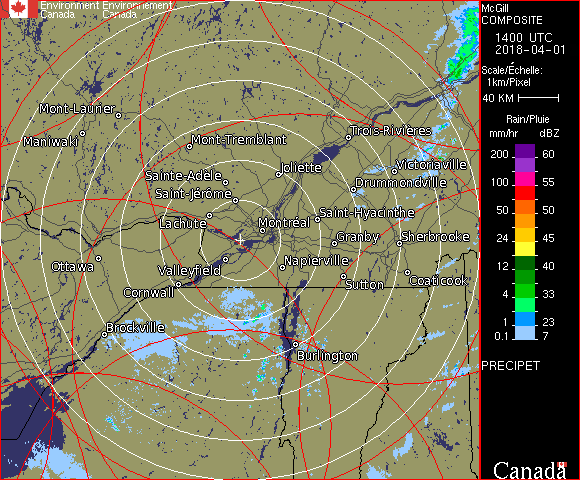 Environment Environnement
Canada Canada
McGill
COMPOSITE
1400 UTC
2018-04-01
Scale/Échelle:
1km/Pixel
40 KM
Rain/Pluie
mm/hr dBZ
200 60
100 55
50 50
24 45
12 40
4 33
1 23
0.1 7
PRECIPET
Canada
Mont-Laurier
Maniwaki
Mont-Tremblant
Trois-Rivières
Joliette
Victoriaville
Sainte-Adèle
Drummondville
Saint-Jérôme
Lachute
Saint-Hyacinthe
Montréal
Granby
Sherbrooke
Ottawa
Valleyfield
Napierville
Cornwall
Sutton
Coaticook
Brockville
Burlington